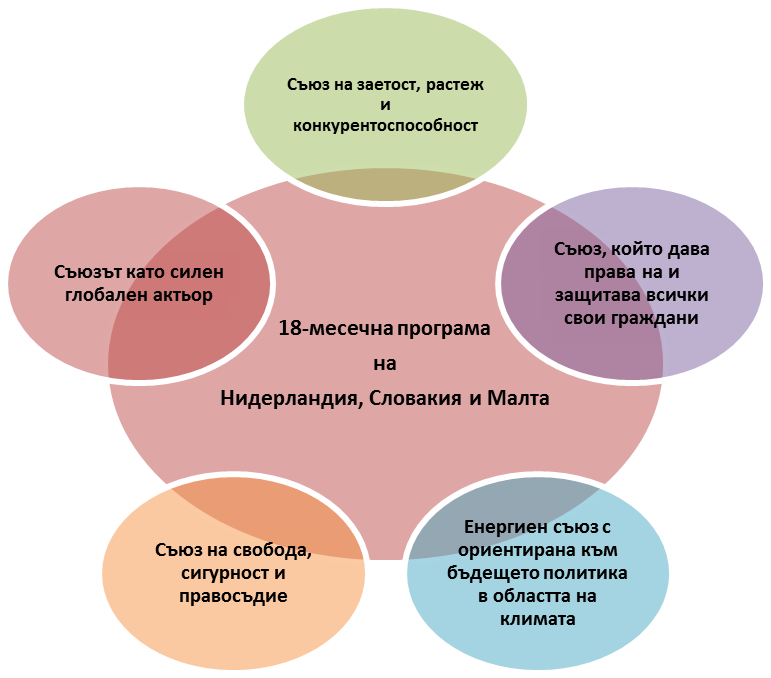 Съюз на заетост, растеж
и
конкурентоспособност
Съюзът като силен
глобален актьор
Съюз, който дава
права на и
защитава всички
свои граждани
18-месечна програма
на
Нидерландия, Словакия и Малта
Съюз на свобода,
сигурност и
правосъдие
Енергиен съюз с
ориентирана към
бъдещето политика
в областта на
климата